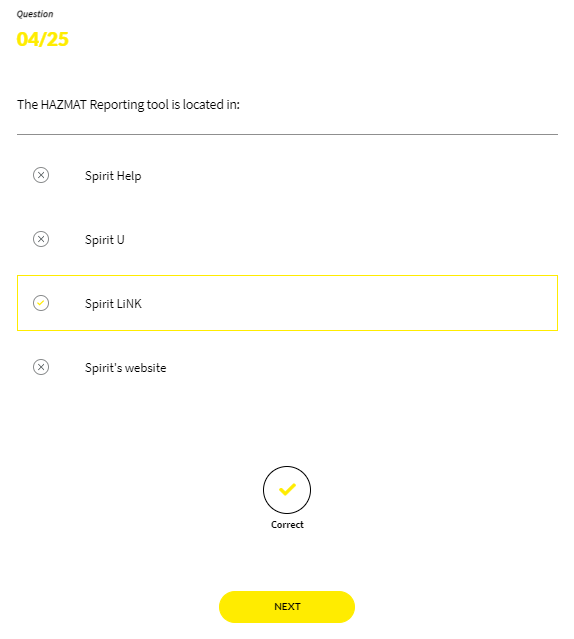 Question
04/25
The HAZMAT Reporting tool is located in:
Spirit Help
Spirit U
Spirit LiNK
Spirit's website
Correct
NEXT